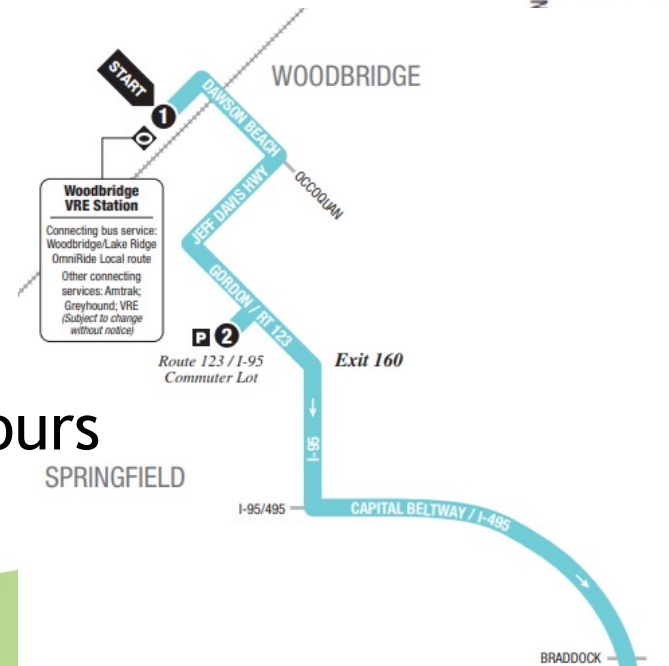 Z
WOODBRIDGE
START
1
DAWSON BEACH
OCCOQUAN
JEFF DAVIS HWY
Woodbridge
VRE Station
Connecting bus service:
Woodbridge/Lake Ridge
OmniRide Local route
Other connecting
services: Amtrak;
Greyhound; VRE
(Subject to change
without notice)
GORDON / RT 123
P 2
Route 123 / I-95
Commuter Lot
Exit 160
ours
I-95
SPRINGFIELD
I-95/495
CAPITAL BELTWAY / I-495
BRADDOCK